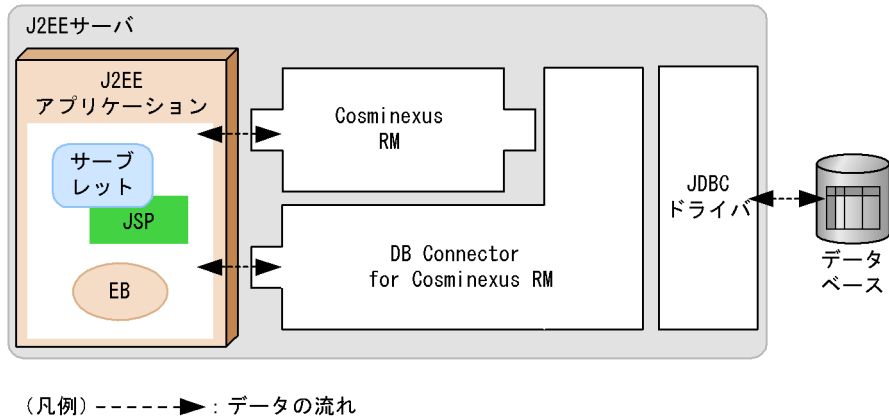 J2EEサーバ
J2EE
アプリケーション
サーブ
レット
JSP
EB
Cosminexus
RM
DB Connector
for Cosminexus RM
JDBC
ドライバ
データ
ベース
(凡例) : データの流れ